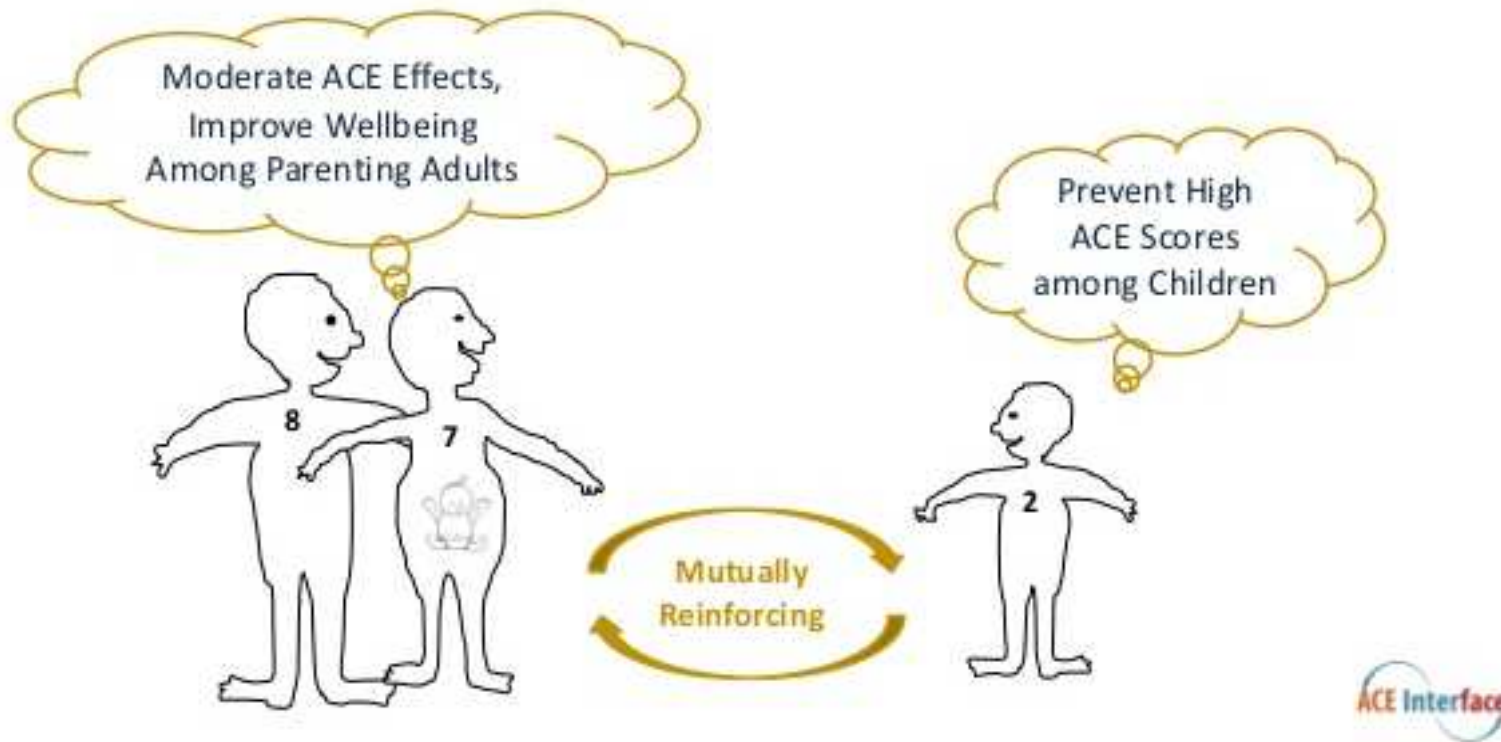 Moderate ACE Effects,
Improve Wellbeing
Among Parenting Adults
Prevent High
ACE Scores
among Children
8
7
2
Mutually
Reinforcing
ACE Interface